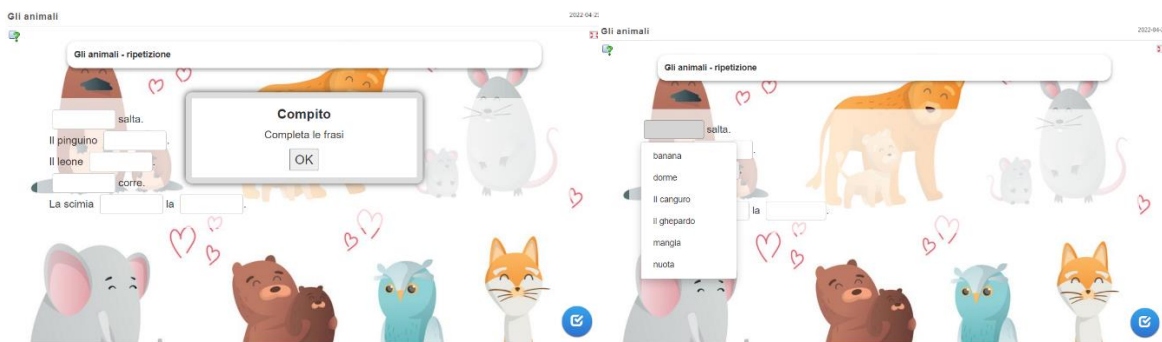 Gli animali
2022-04-2
Gli animali - ripetizione
Compito
Completa le frasi
OK
salta.
Il pinguino .
Il leone .
corre.
La scimia la .
Gli animali
2022-04-2
Gli animali - ripetizione
salta.
banana
dorme
Il canguro
Il ghepardo
mangia
nuota
.
la .